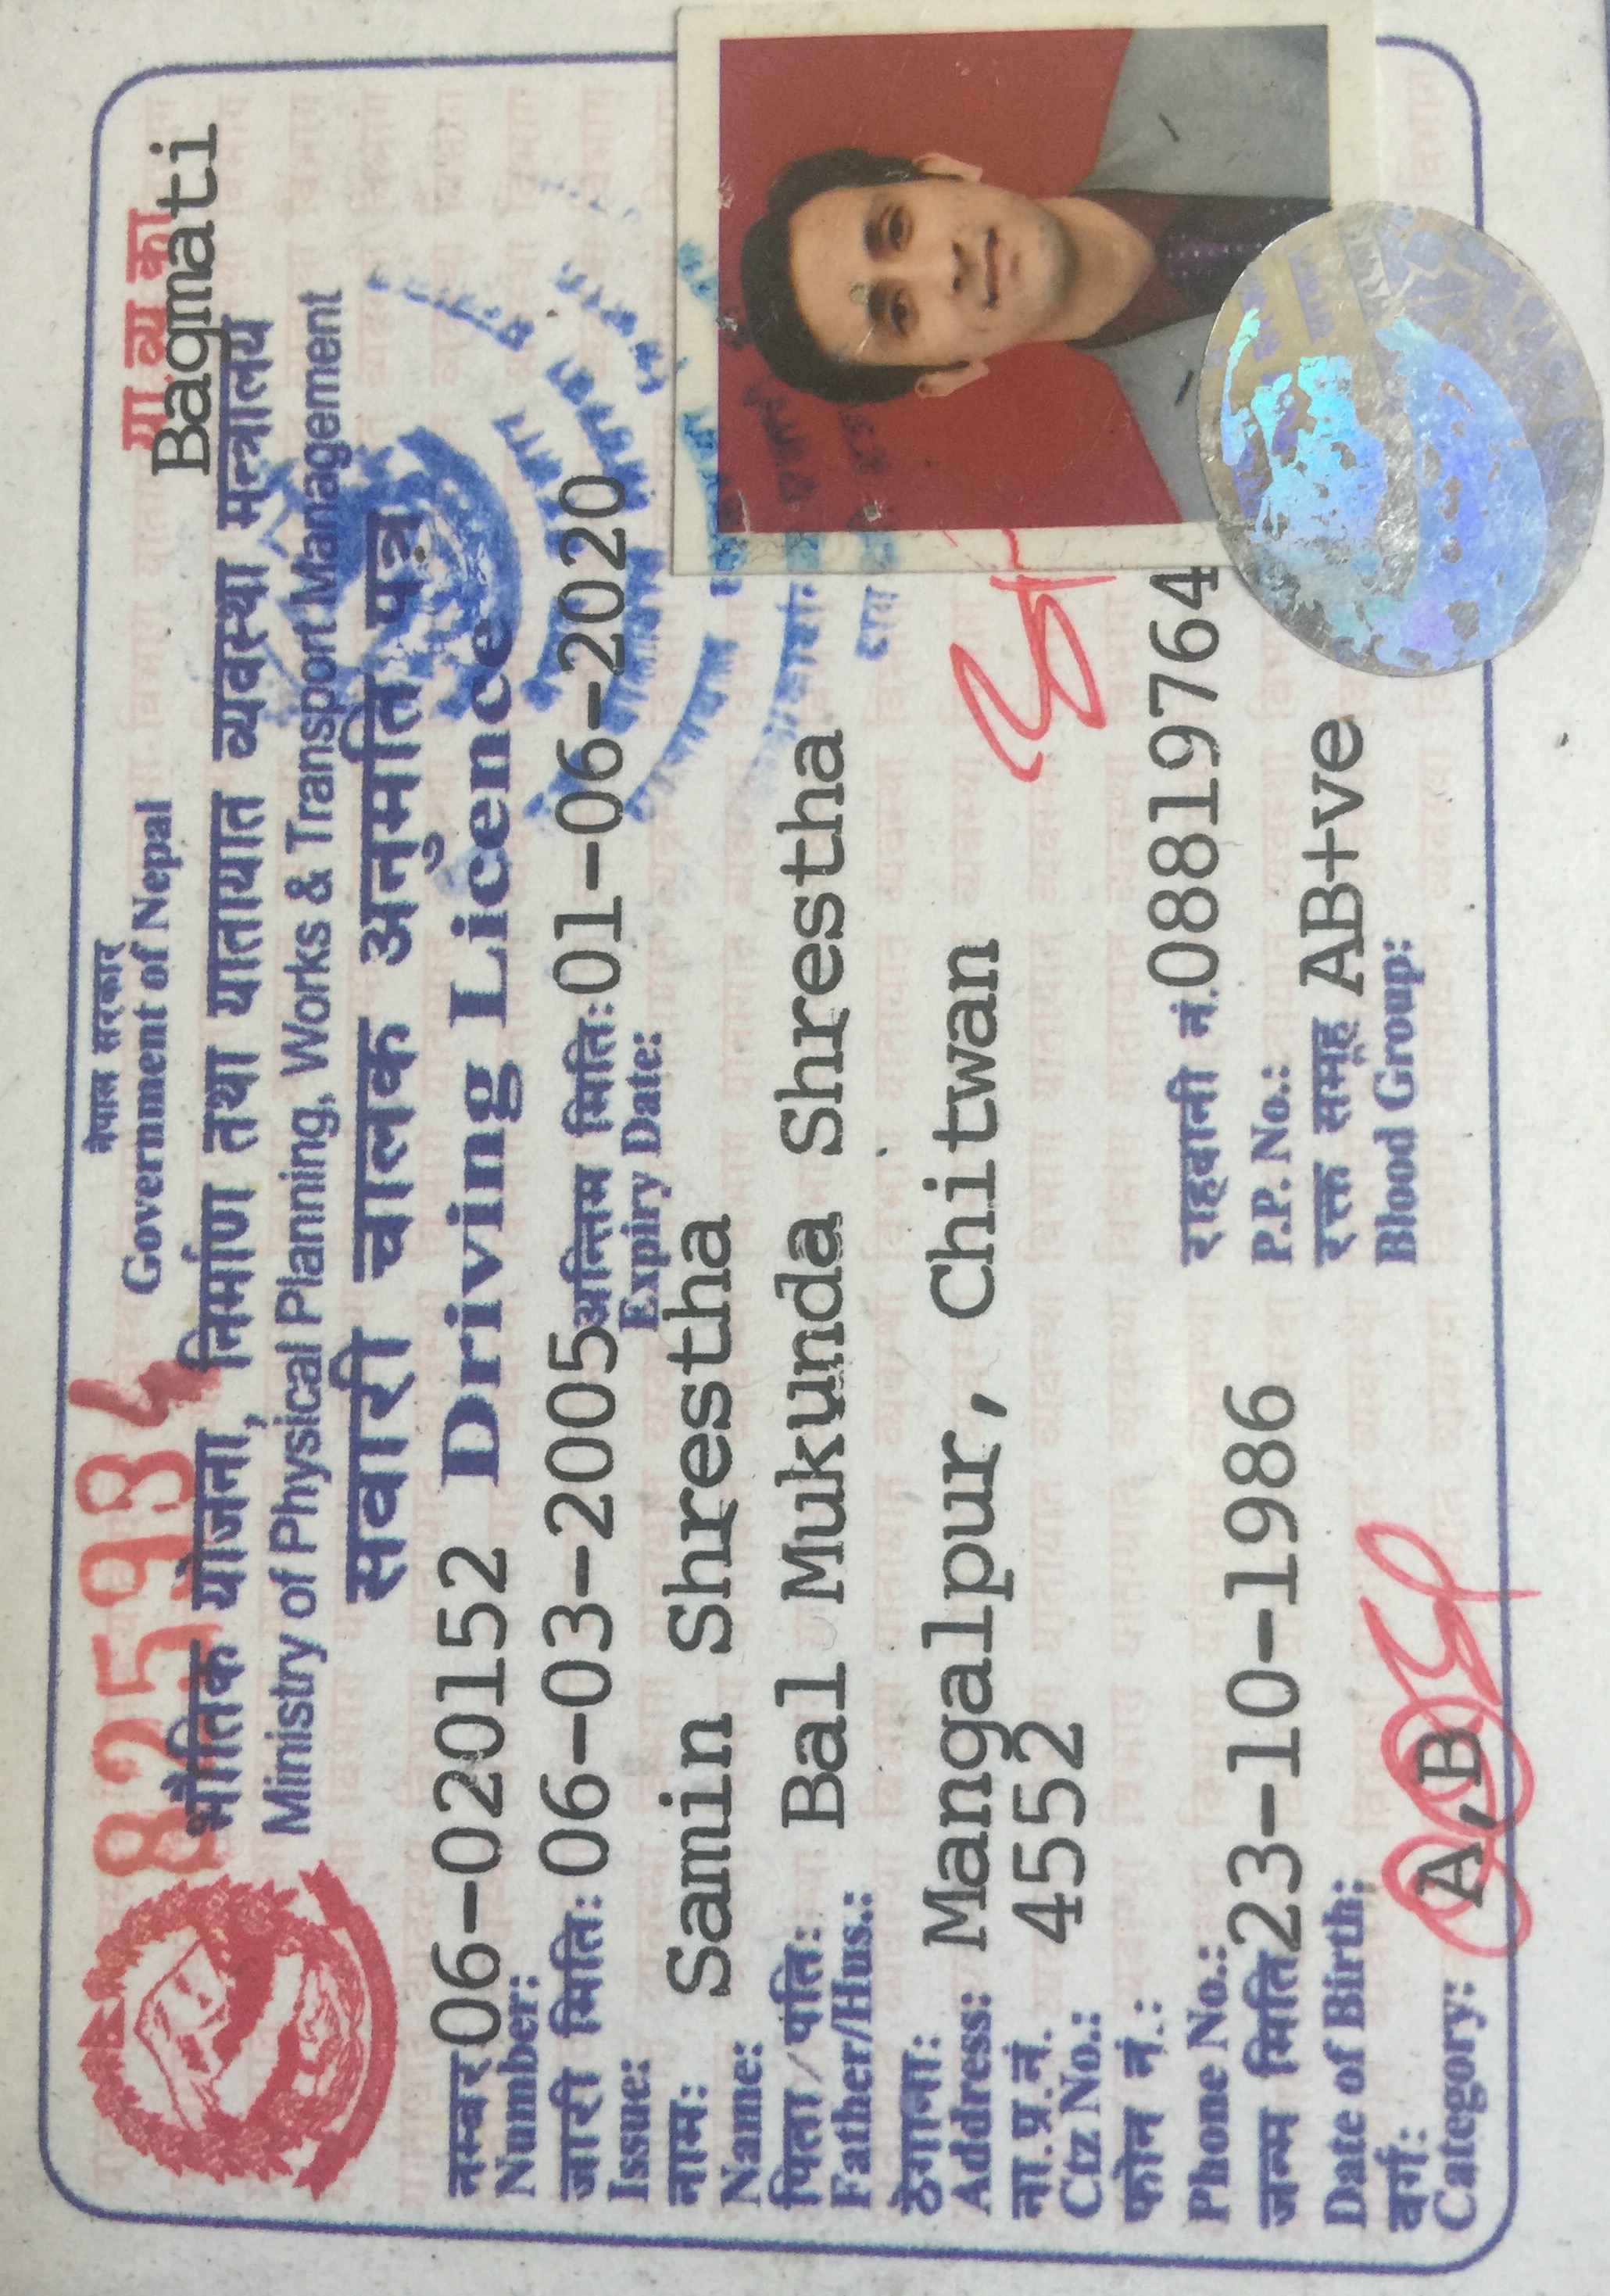 825984
गा ब्य का
Bagmati
नेपाल सरकार
Government of Nepal
भौतिक योजना, निर्माण तथा यातायात व्यवस्था मन्त्रालय
Ministry of Physical Planning, Works & Transport Management
सवारी चालक अनुमति पत्र
Driving Licence
नम्बर 06-020152
Number:
जारी मिति: 06-03-2005 अन्तिम मिति: 01-06-2020
Issue: Expiry Date:
नाम: Samin Shrestha
Name:
पिता/पति: Bal Mukunda Shrestha
Father/Hus.:
ठेगाना:
Address: Mangalpur, Chitwan
ना.प्र.नं. 4552
Ctz No.:
फोन नं.: राहदानी नं. 08819764
Phone No.: P.P. No.:
जन्म मिति 23-10-1986 रक्त समूह AB+ve
Date of Birth: Blood Group:
वर्ग: A,B
Category: